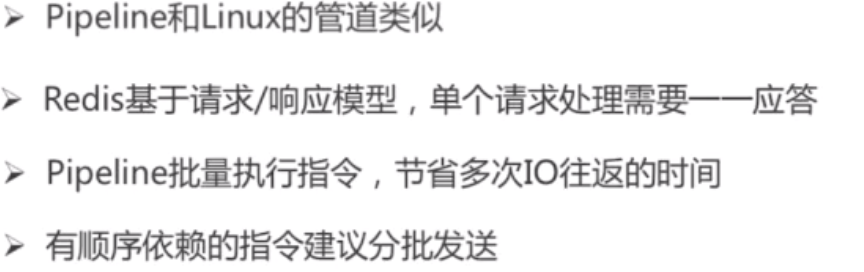 ➢ Pipeline和Linux的管道类似
➢ Redis基于请求/响应模型，单个请求处理需要一一应答
➢ Pipeline批量执行指令，节省多次IO往返的时间
➢ 有顺序依赖的指令建议分批发送